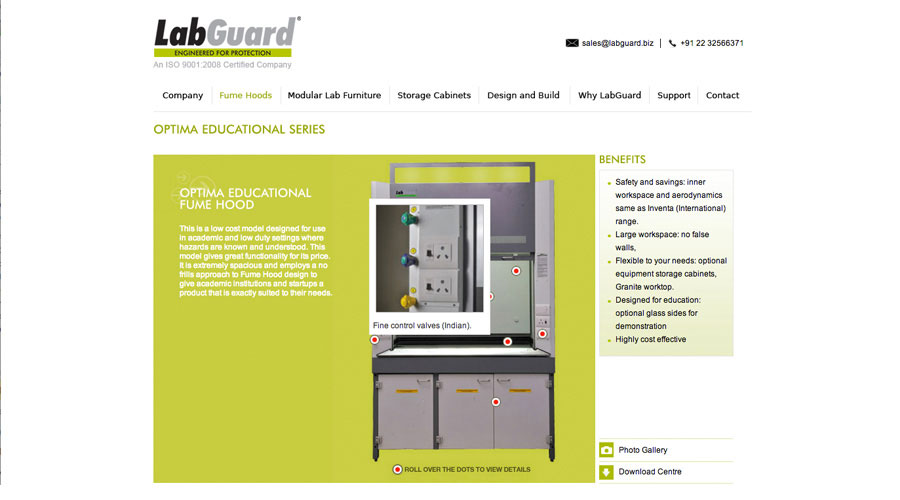 LabGuard®
ENGINEERED FOR PROTECTION
An ISO 9001:2008 Certified Company
sales@labguard.biz | +91 22 32566371
Company
Fume Hoods
Modular Lab Furniture
Storage Cabinets
Design and Build
Why LabGuard
Support
Contact
OPTIMA EDUCATIONAL SERIES
OPTIMA EDUCATIONAL
FUME HOOD
This is a low cost model designed for use
in academic and low duty settings where
hazards are known and understood. This
model gives great functionality for its price.
It is extremely spacious and employs a no
frills approach to Fume Hood design to
give academic institutions and startups a
product that is exactly suited to their needs.
LabGuard
Fine control valves (Indian).
ROLL OVER THE DOTS TO VIEW DETAILS
BENEFITS
Safety and savings: inner
workspace and aerodynamics
same as Inventa (International)
range.
Large workspace: no false
walls,
Flexible to your needs: optional
equipment storage cabinets,
Granite worktop.
Designed for education:
optional glass sides for
demonstration
Highly cost effective
Photo Gallery
Download Centre